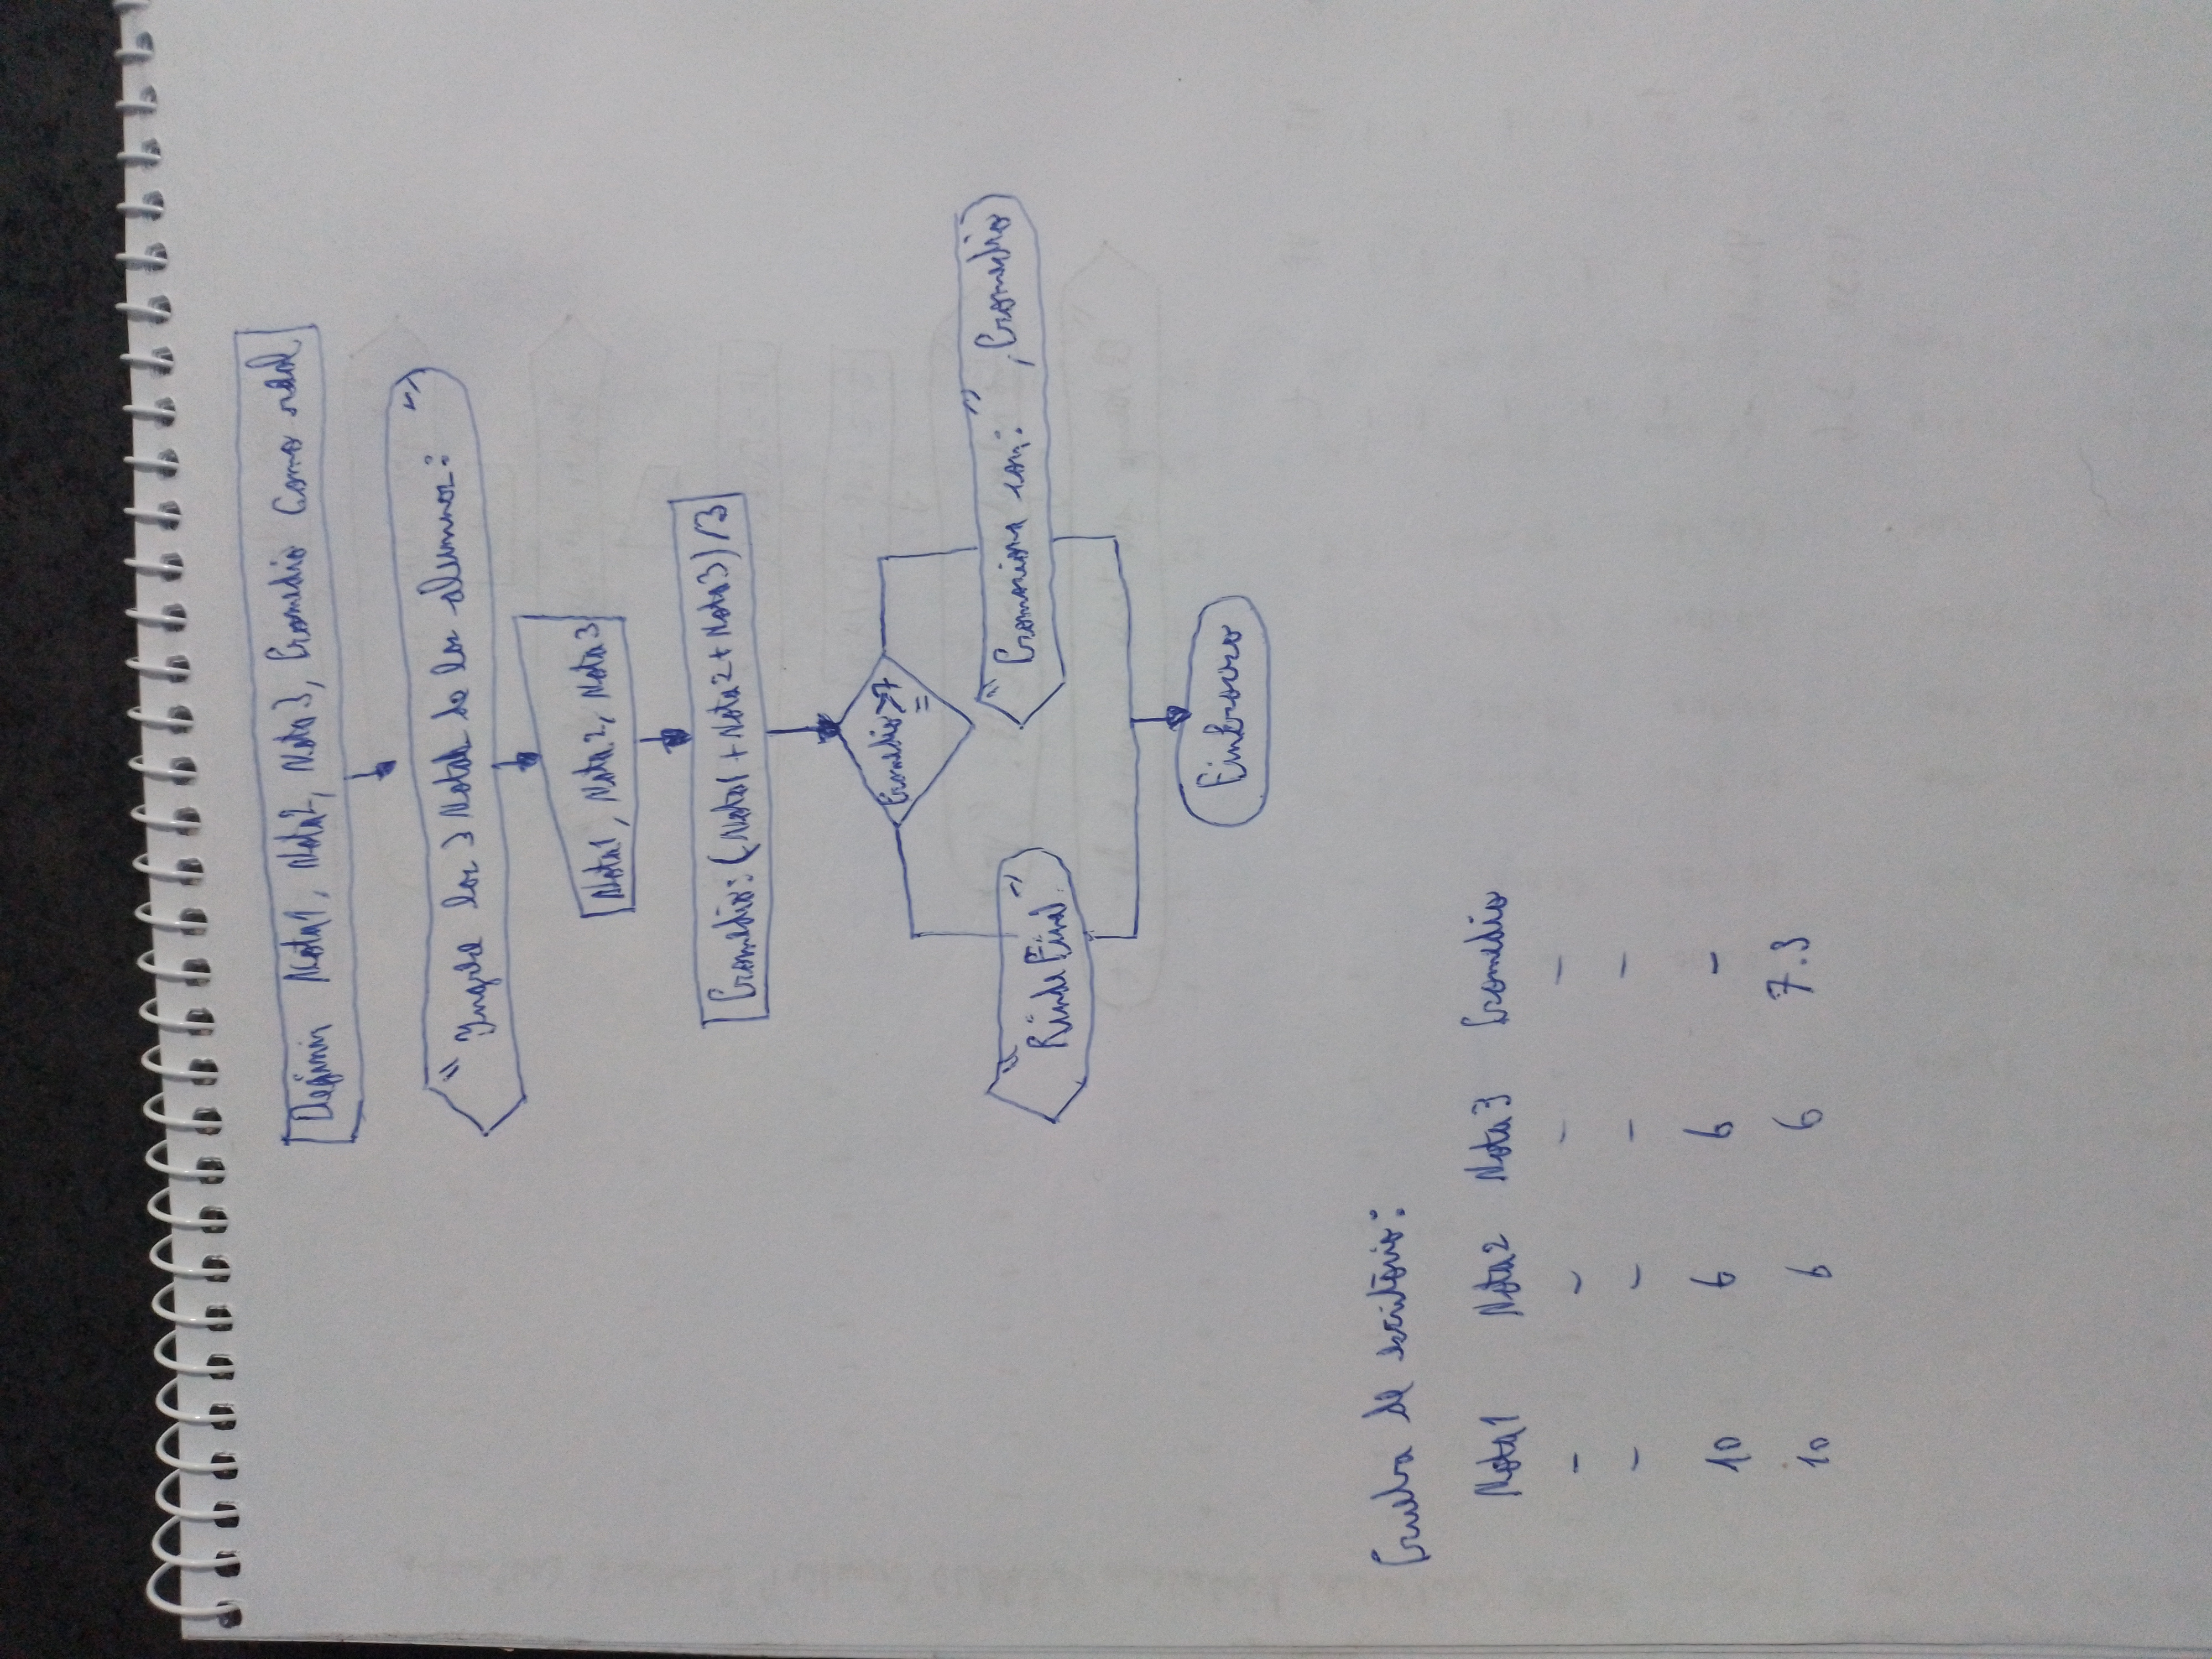 Definir Nota1, Nota2, Nota3, Promedio como real
"Ingrese los 3 Notas de los alumnos: "
Nota1, Nota2, Nota3
Promedio: (Nota1 + Nota2 + Nota3) / 3
Promedio >= 7
"Rinde Final"
"Promociona con: ", Promedio
FinProceso
Prueba de escritório:
Nota1 Nota2 Nota3 Promedio
- - - -
- - - -
10 6 6 -
10 6 6 7.3